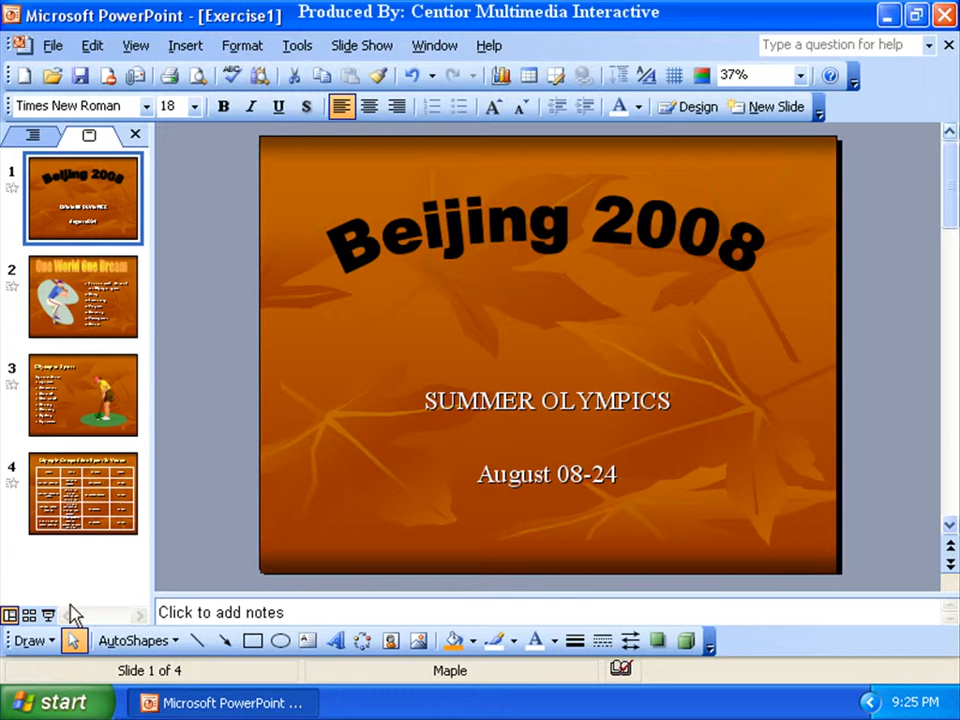 Microsoft PowerPoint - [Exercise1]
Produced By: Centior Multimedia Interactive
File Edit View Insert Format Tools Slide Show Window Help
Type a question for help
37%
Times New Roman 18 B I U S A Design New Slide
1
Beijing 2008
2
One World One Dream
3
4
Beijing 2008
SUMMER OLYMPICS
August 08-24
Click to add notes
Draw AutoShapes
Slide 1 of 4 Maple
start Microsoft PowerPoint ... 9:25 PM